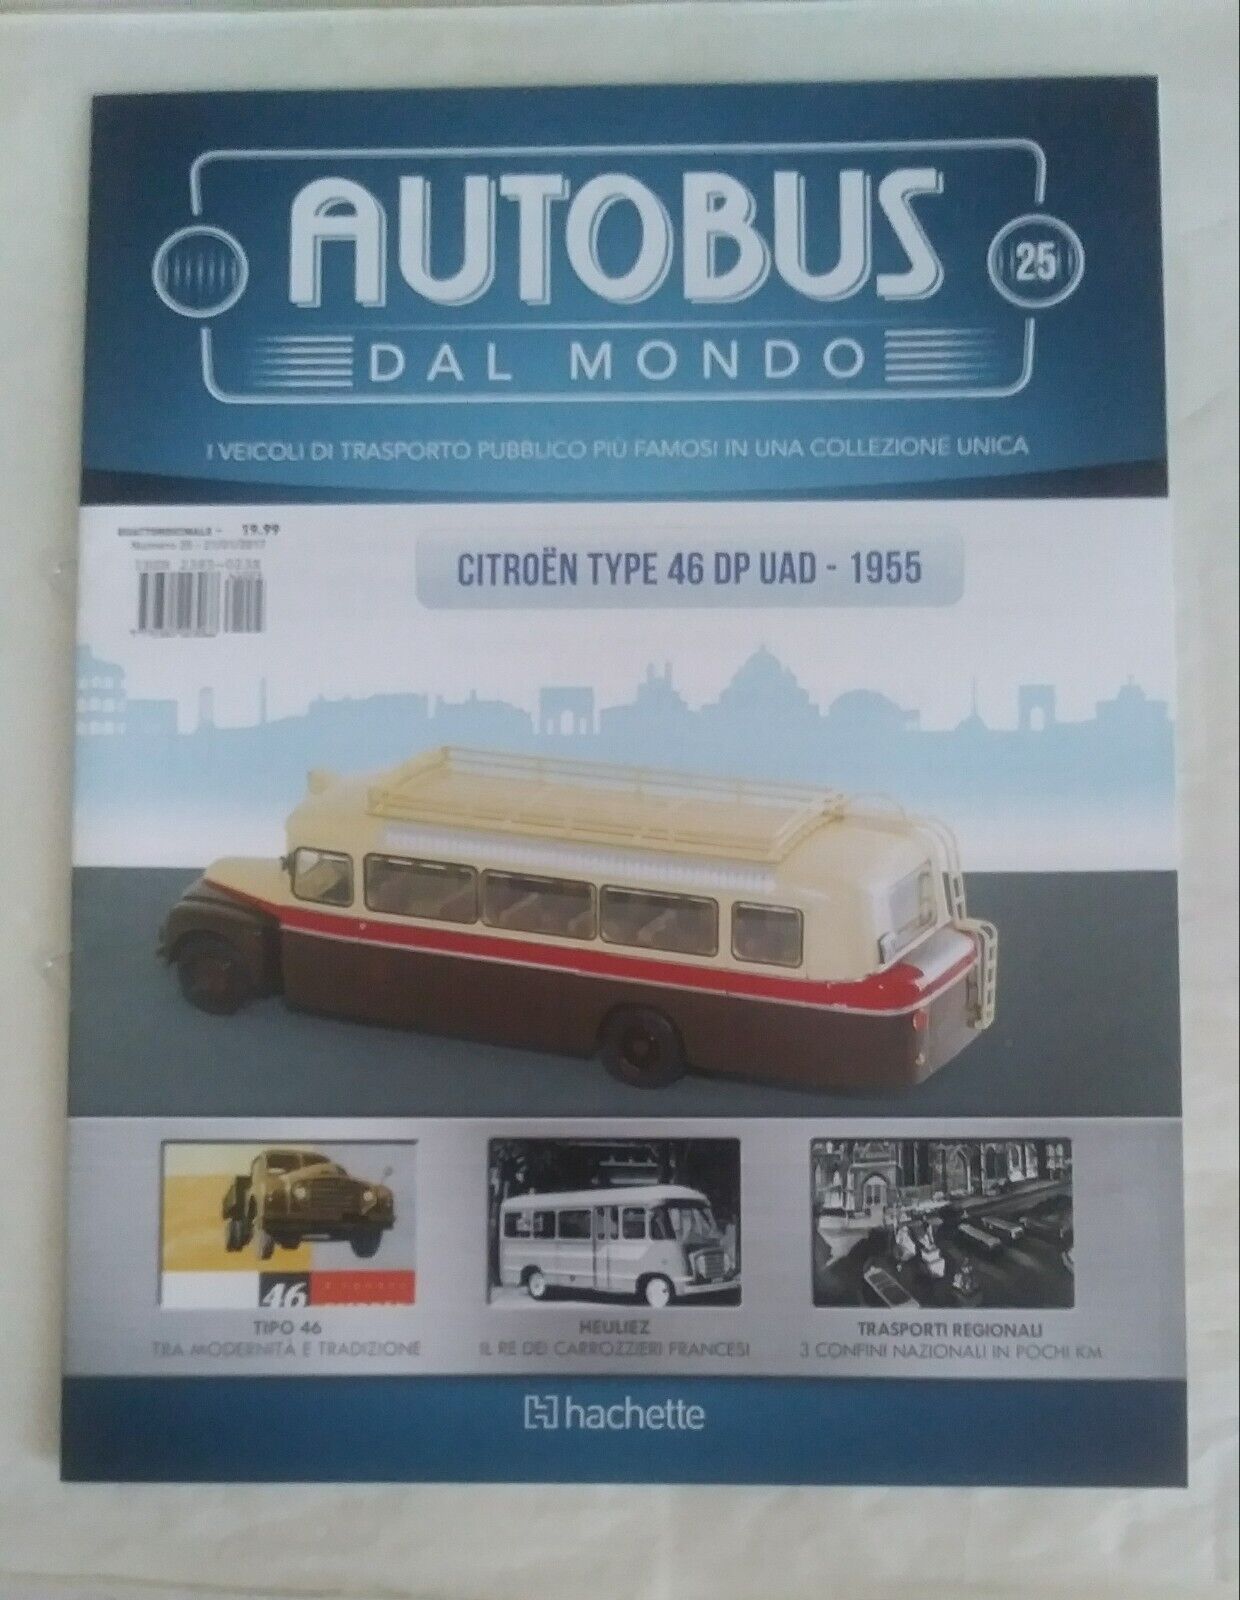 AUTOBUS
25
DAL MONDO
I VEICOLI DI TRASPORTO PUBBLICO PIÙ FAMOSI IN UNA COLLEZIONE UNICA
19.99
CITROËN TYPE 46 DP UAD - 1955
46
TIPO 46
TRA MODERNITÀ E TRADIZIONE
HEULIEZ
IL RE DEI CARROZZIERI FRANCESI
TRASPORTI REGIONALI
3 CONFINI NAZIONALI IN POCHI KM
hachette